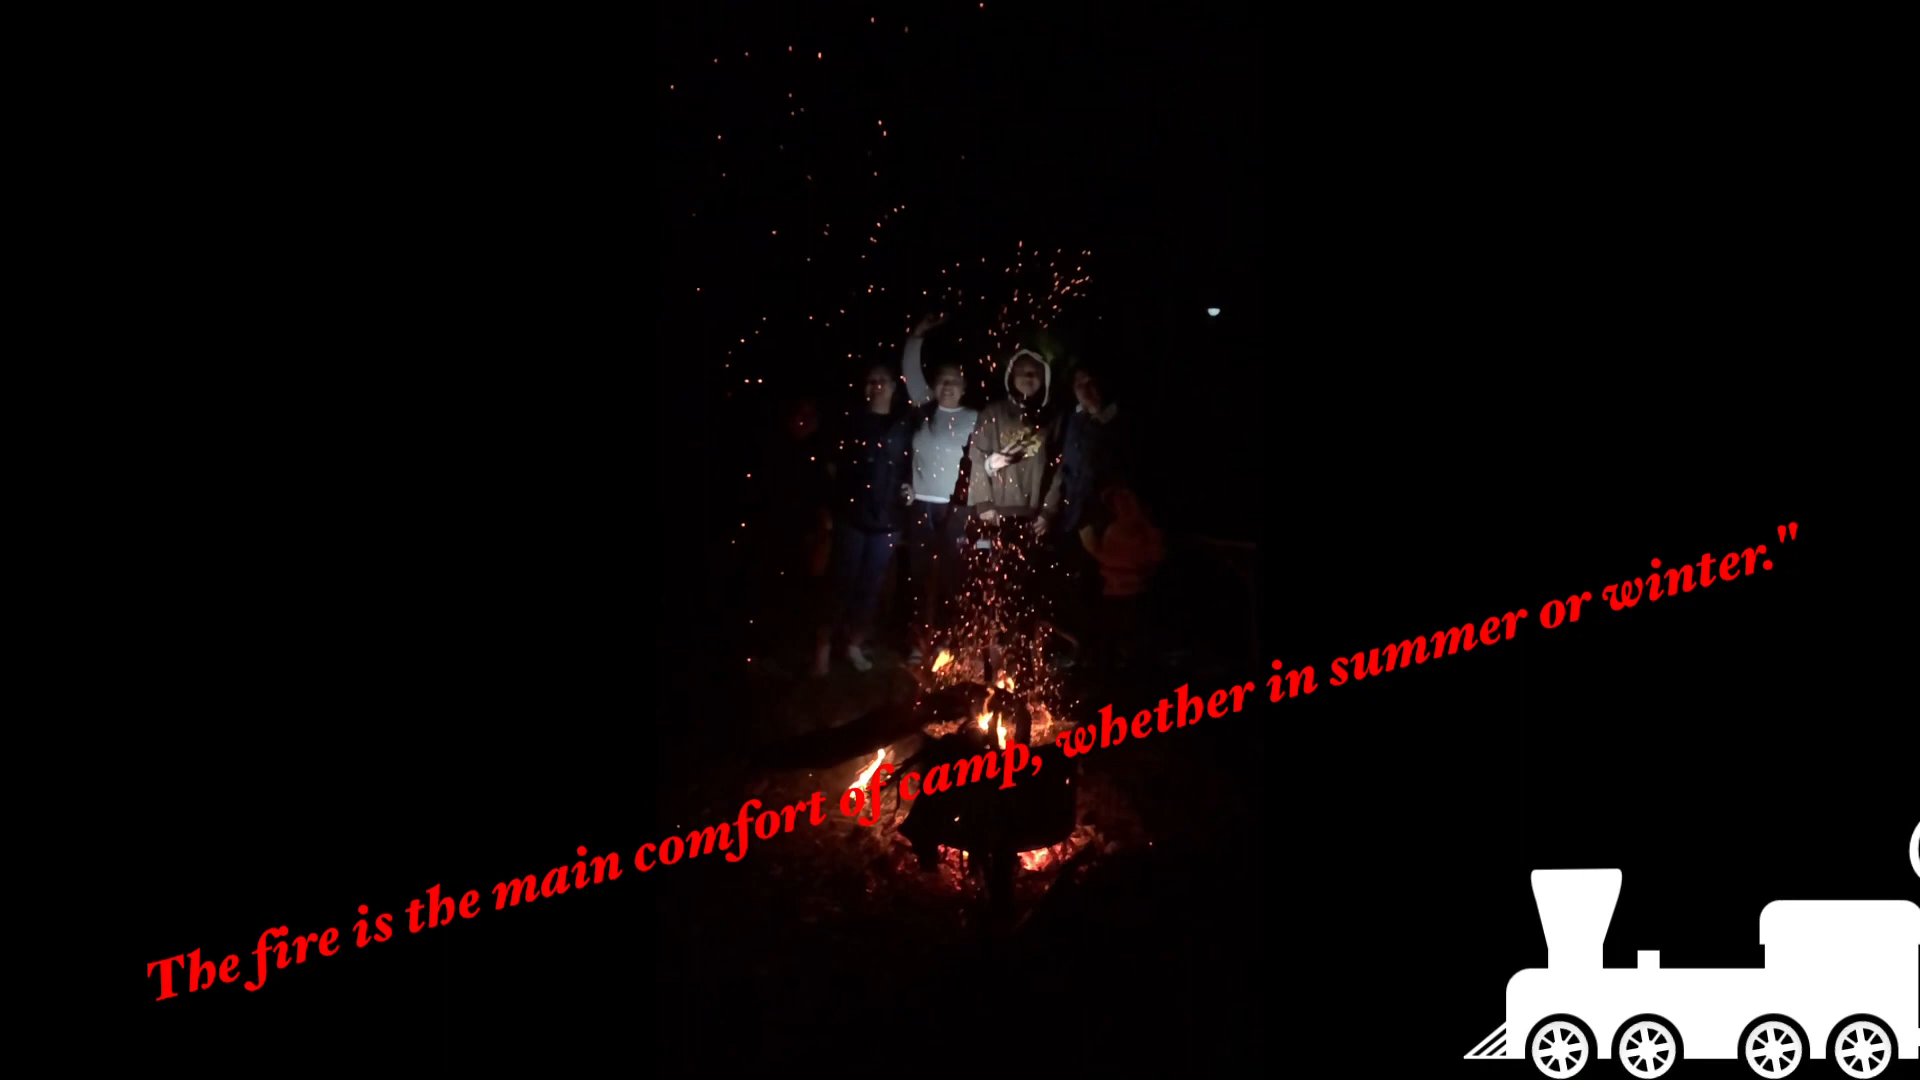 The fire is the main comfort of camp, whether in summer or winter."